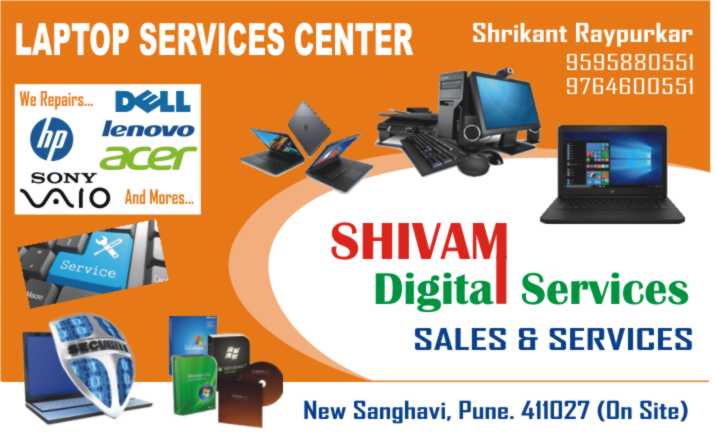 LAPTOP SERVICES CENTER
Shrikant Raypurkar
9595880551
9764600551
We Repairs...
DELL
hp
lenovo
acer
SONY
VAIO
And Mores...
Service
SHIVAM
Digital Services
SALES & SERVICES
New Sanghavi, Pune. 411027 (On Site)